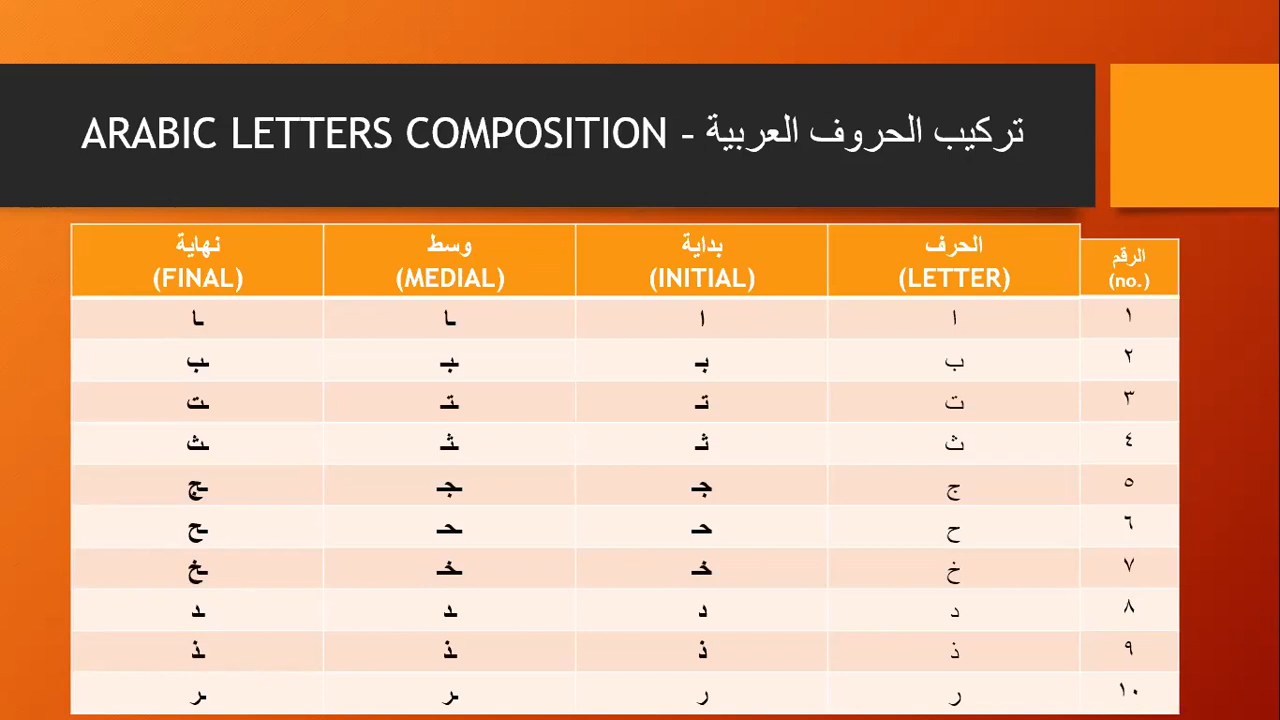 ARABIC LETTERS COMPOSITION - تركيب الحروف العربية
الرقم (no.) الحرف (LETTER) بداية (INITIAL) وسط (MEDIAL) نهاية (FINAL)
١ ا ا ـا ـا
٢ ب بـ ـبـ ـب
٣ ت تـ ـتـ ـت
٤ ث ثـ ـثـ ـث
٥ ج جـ ـجـ ـج
٦ ح حـ ـحـ ـح
٧ خ خـ ـخـ ـخ
٨ د د ـد ـد
٩ ذ ذ ـذ ـذ
١٠ ر ر ـر ـر